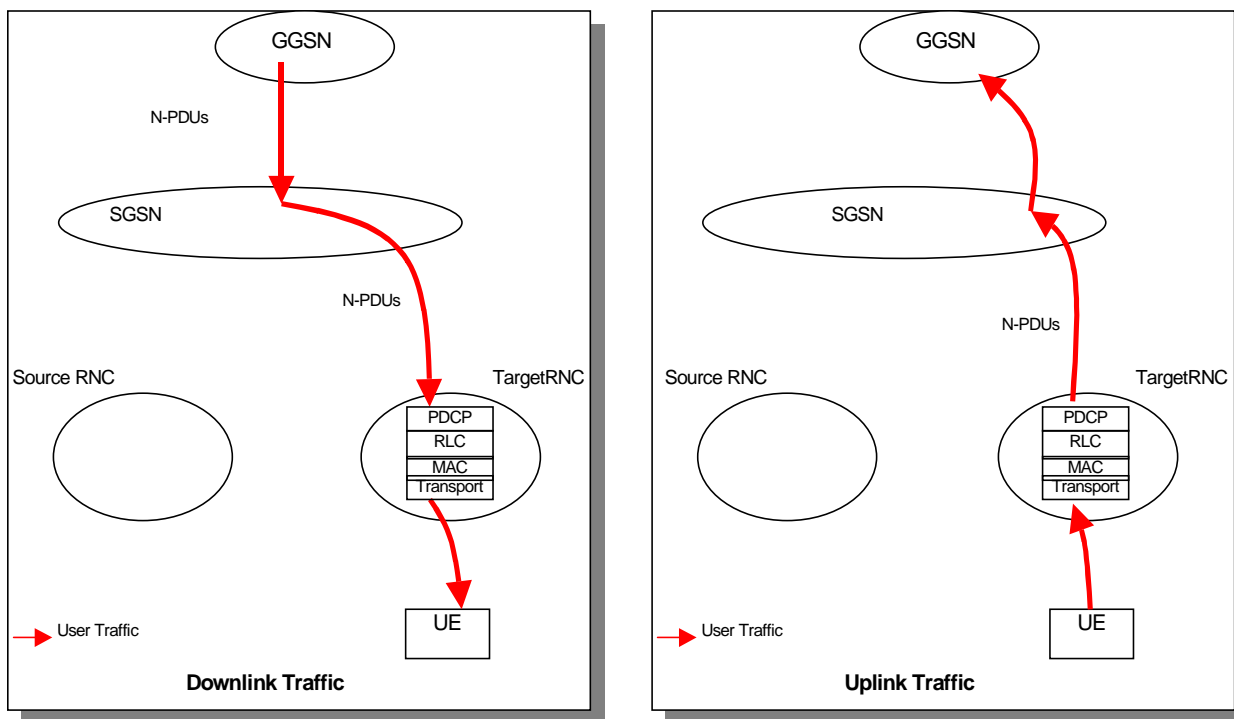 GGSN
N-PDUs
SGSN
N-PDUs
Source RNC
TargetRNC
PDCP
RLC
MAC
Transport
UE
User Traffic
Downlink Traffic
GGSN
SGSN
N-PDUs
Source RNC
TargetRNC
PDCP
RLC
MAC
Transport
UE
User Traffic
Uplink Traffic